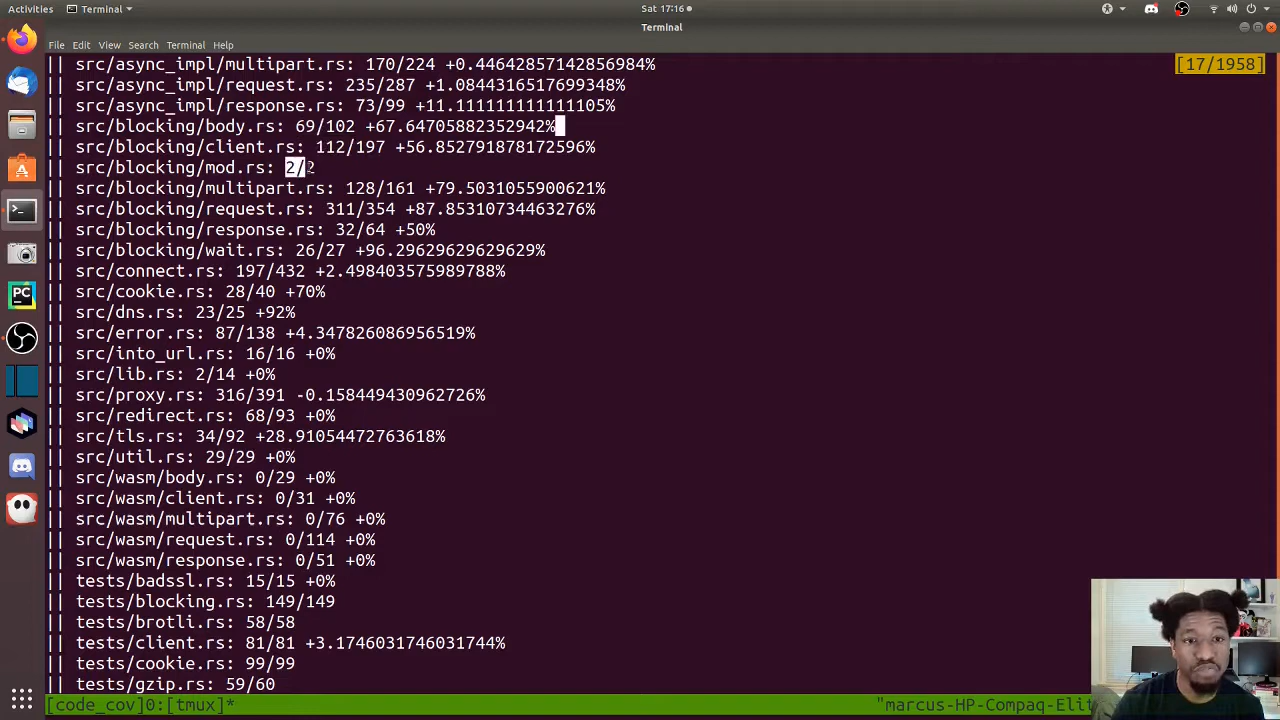 Activities
Terminal
Sat 17:16
Terminal
File Edit View Search Terminal Help
[17/1958]
|| src/async_impl/multipart.rs: 170/224 +0.44642857142856984%
|| src/async_impl/request.rs: 235/287 +1.0844316517699348%
|| src/async_impl/response.rs: 73/99 +11.111111111111105%
|| src/blocking/body.rs: 69/102 +67.64705882352942%
|| src/blocking/client.rs: 112/197 +56.852791878172596%
|| src/blocking/mod.rs: 2/2
|| src/blocking/multipart.rs: 128/161 +79.5031055900621%
|| src/blocking/request.rs: 311/354 +87.85310734463276%
|| src/blocking/response.rs: 32/64 +50%
|| src/blocking/wait.rs: 26/27 +96.29629629629629%
|| src/connect.rs: 197/432 +2.498403575989788%
|| src/cookie.rs: 28/40 +70%
|| src/dns.rs: 23/25 +92%
|| src/error.rs: 87/138 +4.347826086956519%
|| src/into_url.rs: 16/16 +0%
|| src/lib.rs: 2/14 +0%
|| src/proxy.rs: 316/391 -0.158449430962726%
|| src/redirect.rs: 68/93 +0%
|| src/tls.rs: 34/92 +28.91054472763618%
|| src/util.rs: 29/29 +0%
|| src/wasm/body.rs: 0/29 +0%
|| src/wasm/client.rs: 0/31 +0%
|| src/wasm/multipart.rs: 0/76 +0%
|| src/wasm/request.rs: 0/114 +0%
|| src/wasm/response.rs: 0/51 +0%
|| tests/badssl.rs: 15/15 +0%
|| tests/blocking.rs: 149/149
|| tests/brotli.rs: 58/58
|| tests/client.rs: 81/81 +3.1746031746031744%
|| tests/cookie.rs: 99/99
|| tests/gzip.rs: 59/60
[code_cov]0:[tmux]* "marcus-HP-Compaq-Elit
PC